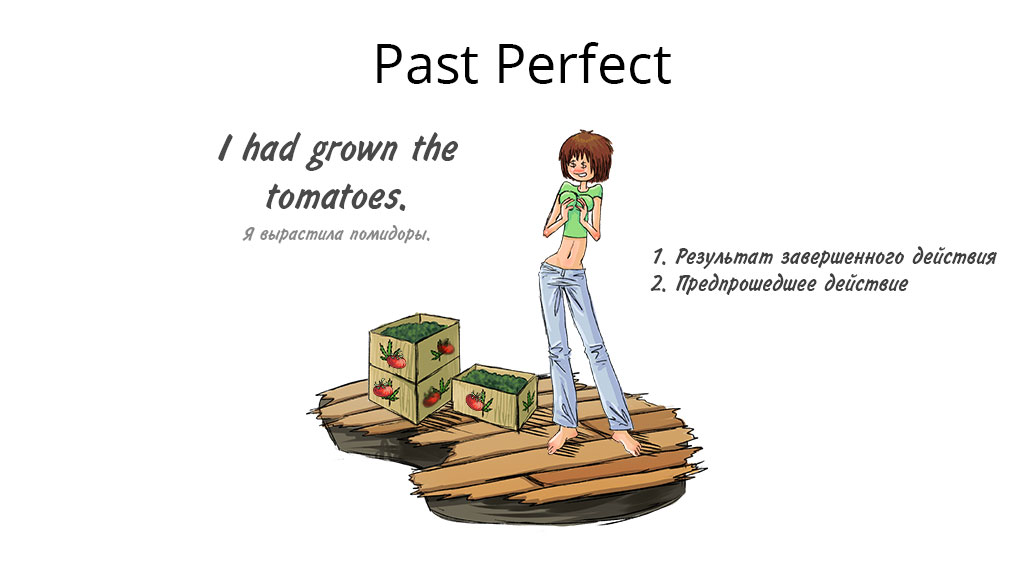 Past Perfect
I had grown the
tomatoes.
Я вырастила помидоры.
1. Результат завершенного действия
2. Предпрошедшее действие